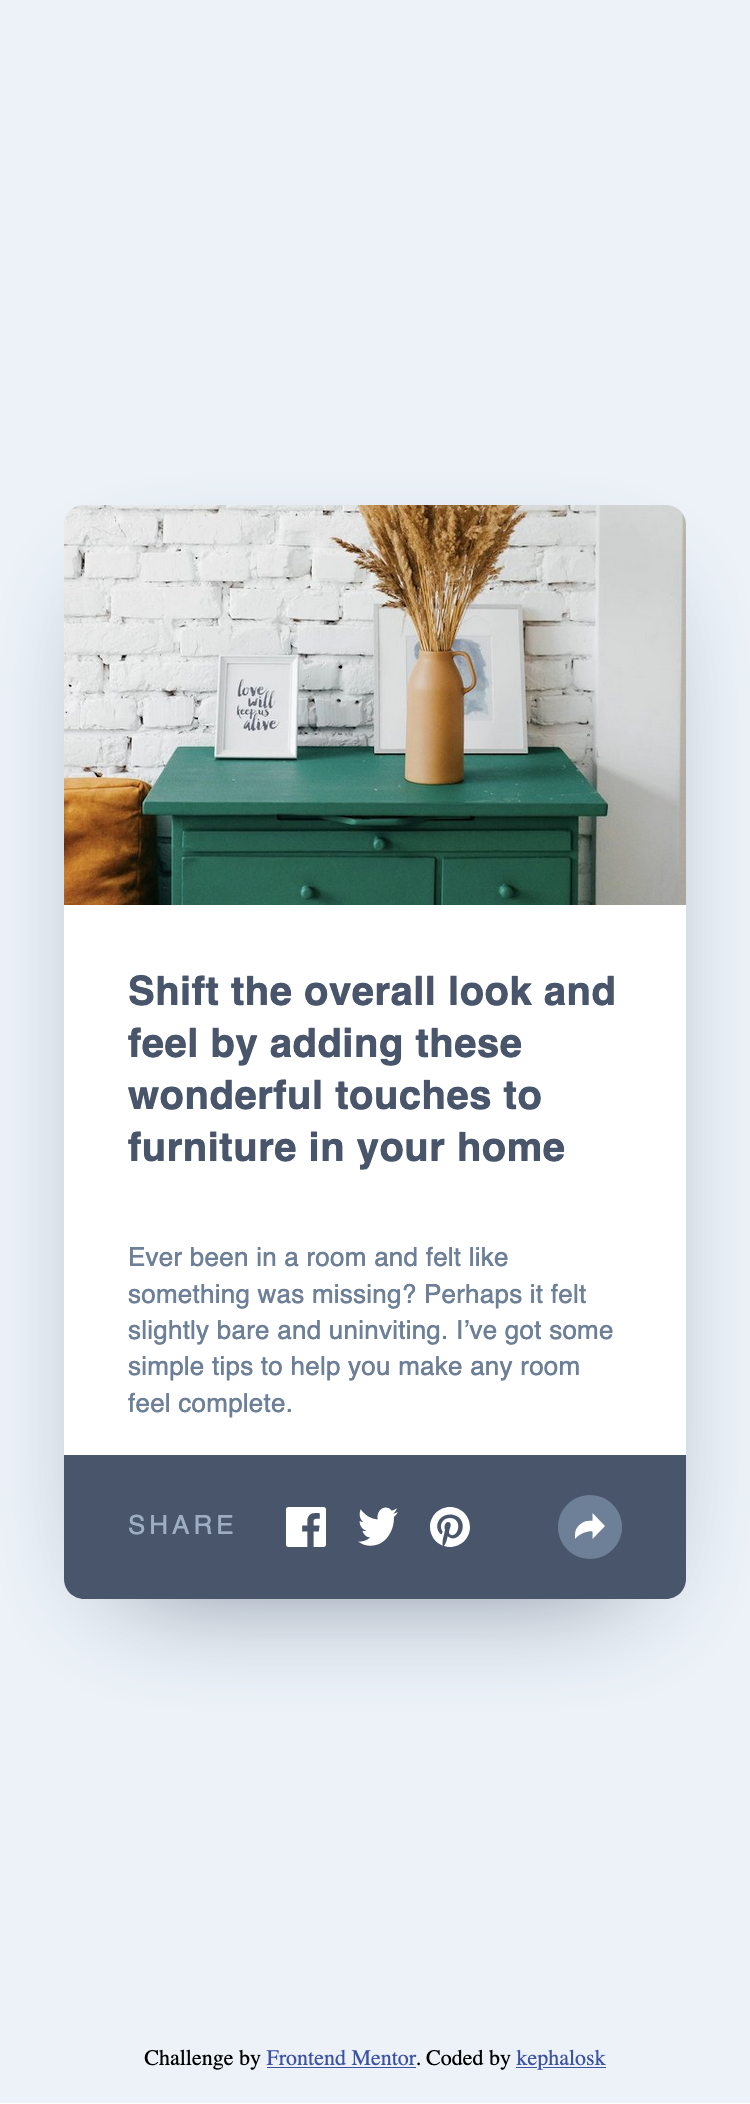 love
will
keep us
alive
Shift the overall look and
feel by adding these
wonderful touches to
furniture in your home
Ever been in a room and felt like
something was missing? Perhaps it felt
slightly bare and uninviting. I’ve got some
simple tips to help you make any room
feel complete.
SHARE
Challenge by Frontend Mentor. Coded by kephalosk